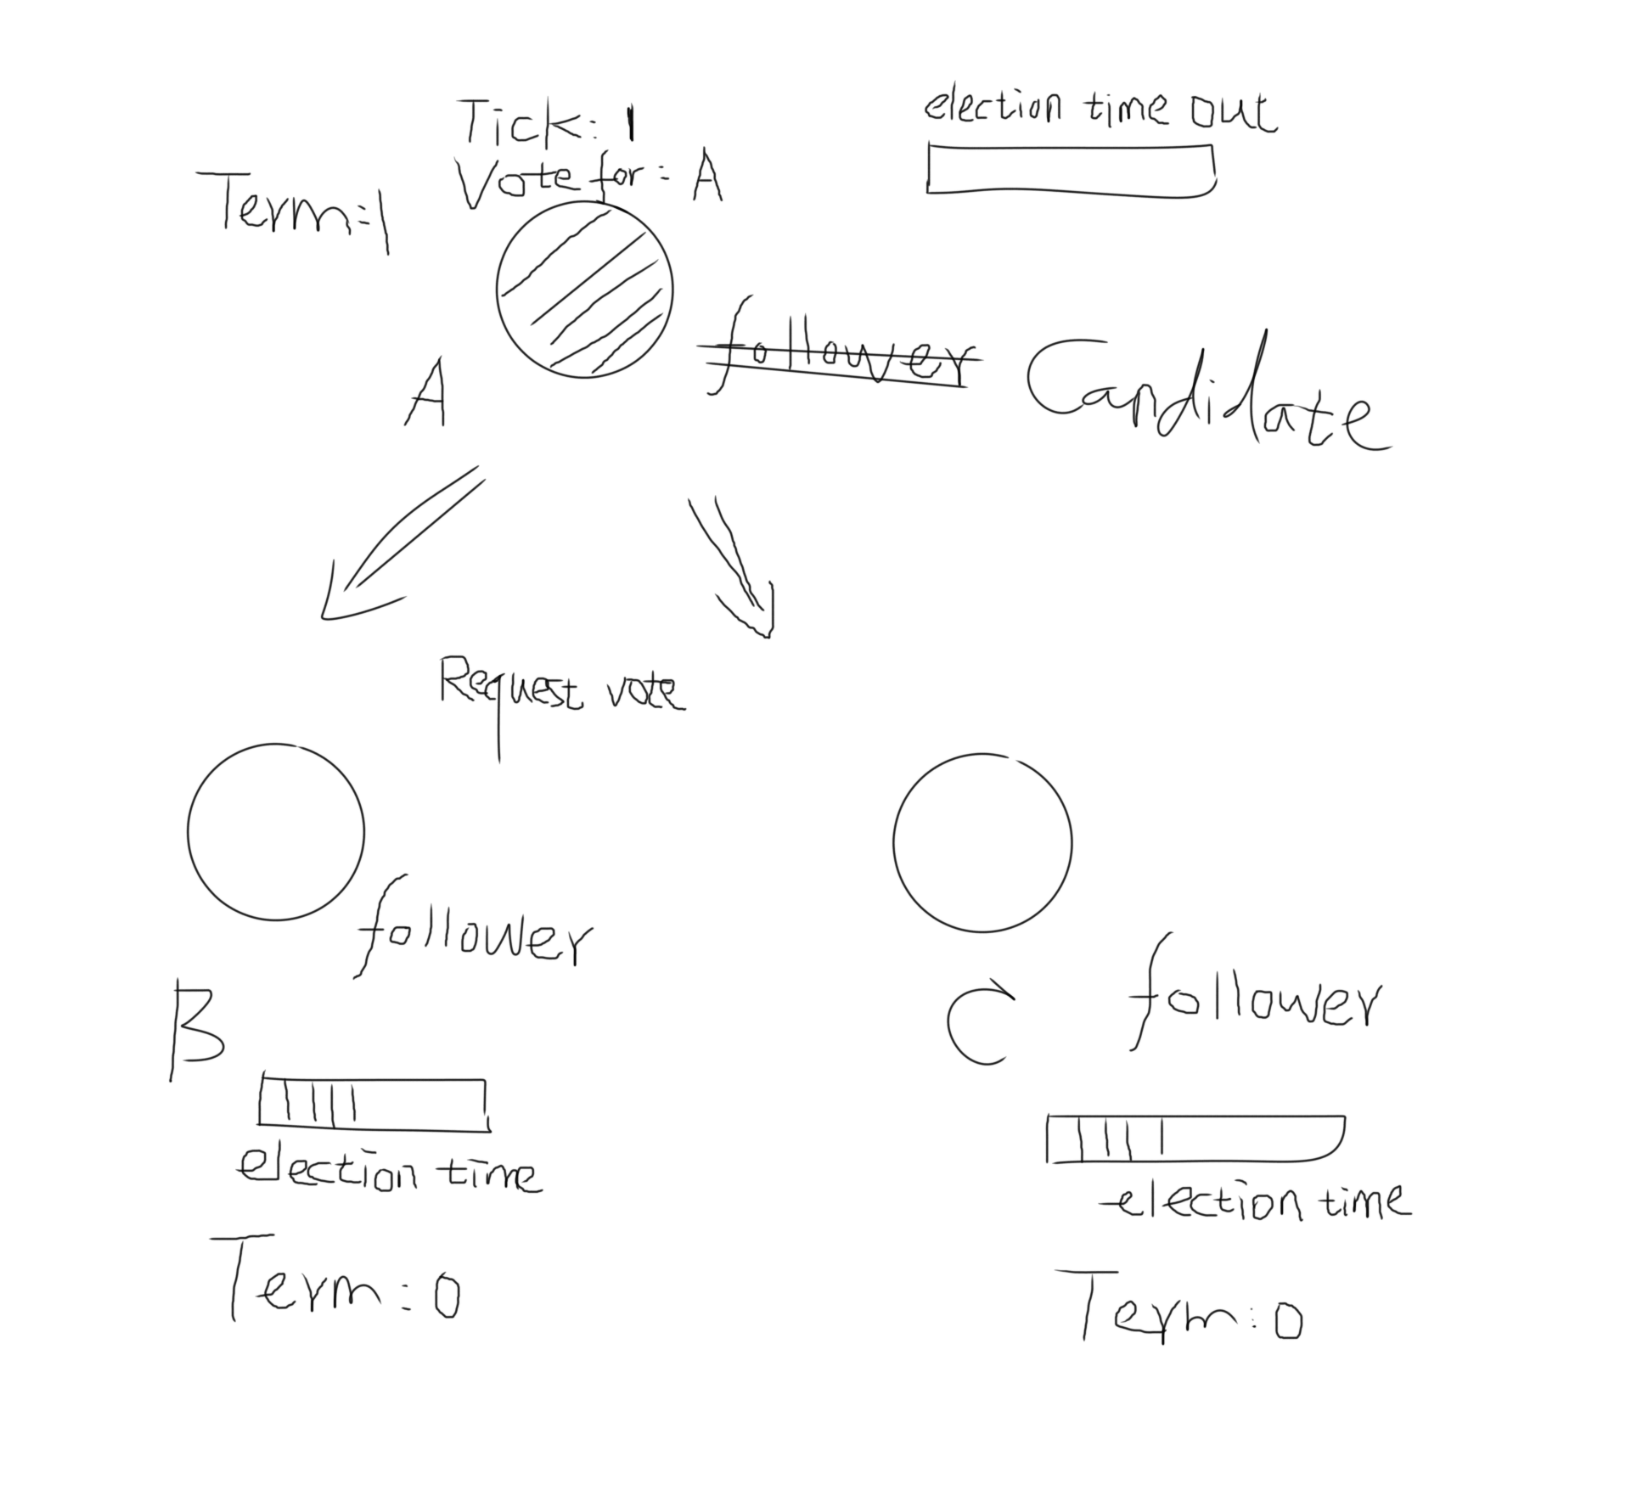 Tick: 1
Vote for: A
election time out
Term=1
follower Candidate
A
Request vote
follower
B
follower
C
election time
election time
Term: 0
Term: 0